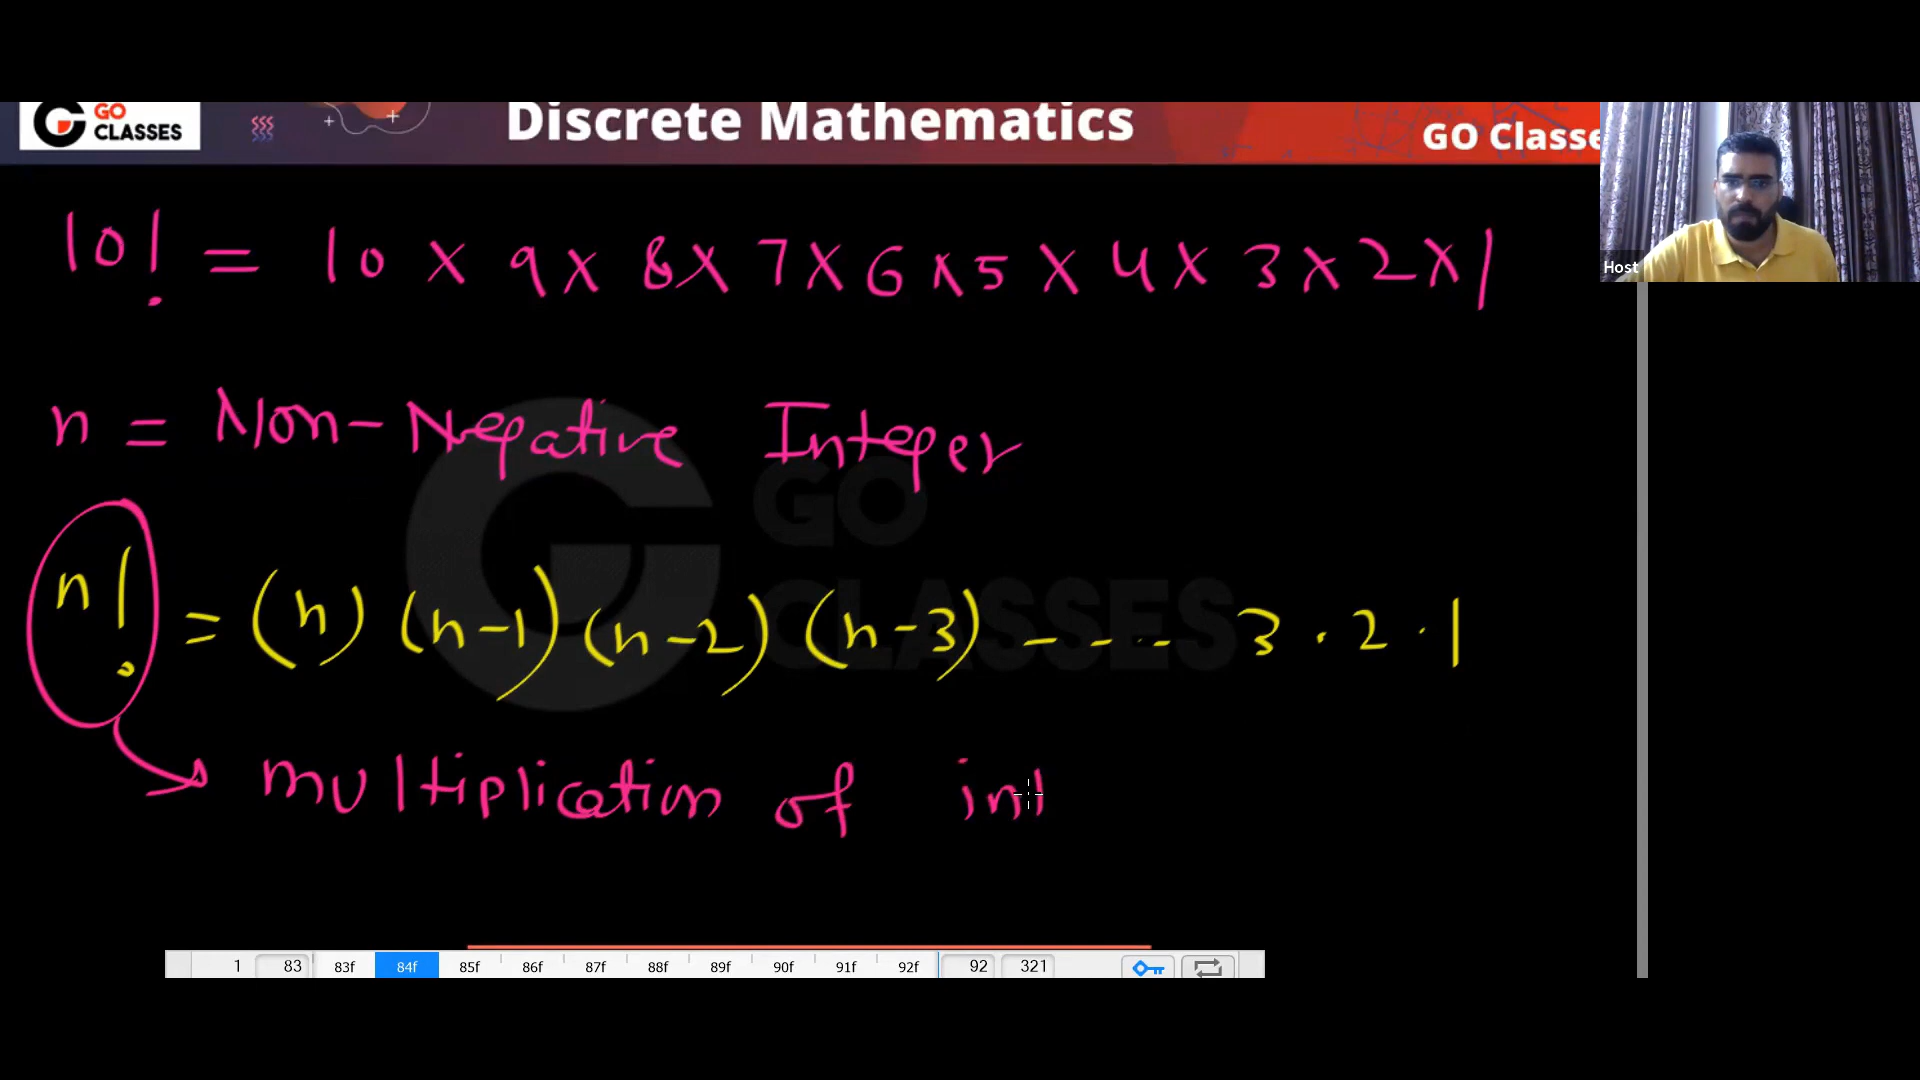 GO
CLASSES
Discrete Mathematics
GO Classe
Host
10! = 10 × 9 × 8 × 7 × 6 × 5 × 4 × 3 × 2 × 1
n = Non-Negative Integer
GO
CLASSES
n! = (n) (n-1) (n-2) (n-3) - - - - 3 . 2 . 1
multiplication of int
1 83 83f 84f 85f 86f 87f 88f 89f 90f 91f 92f 92 321